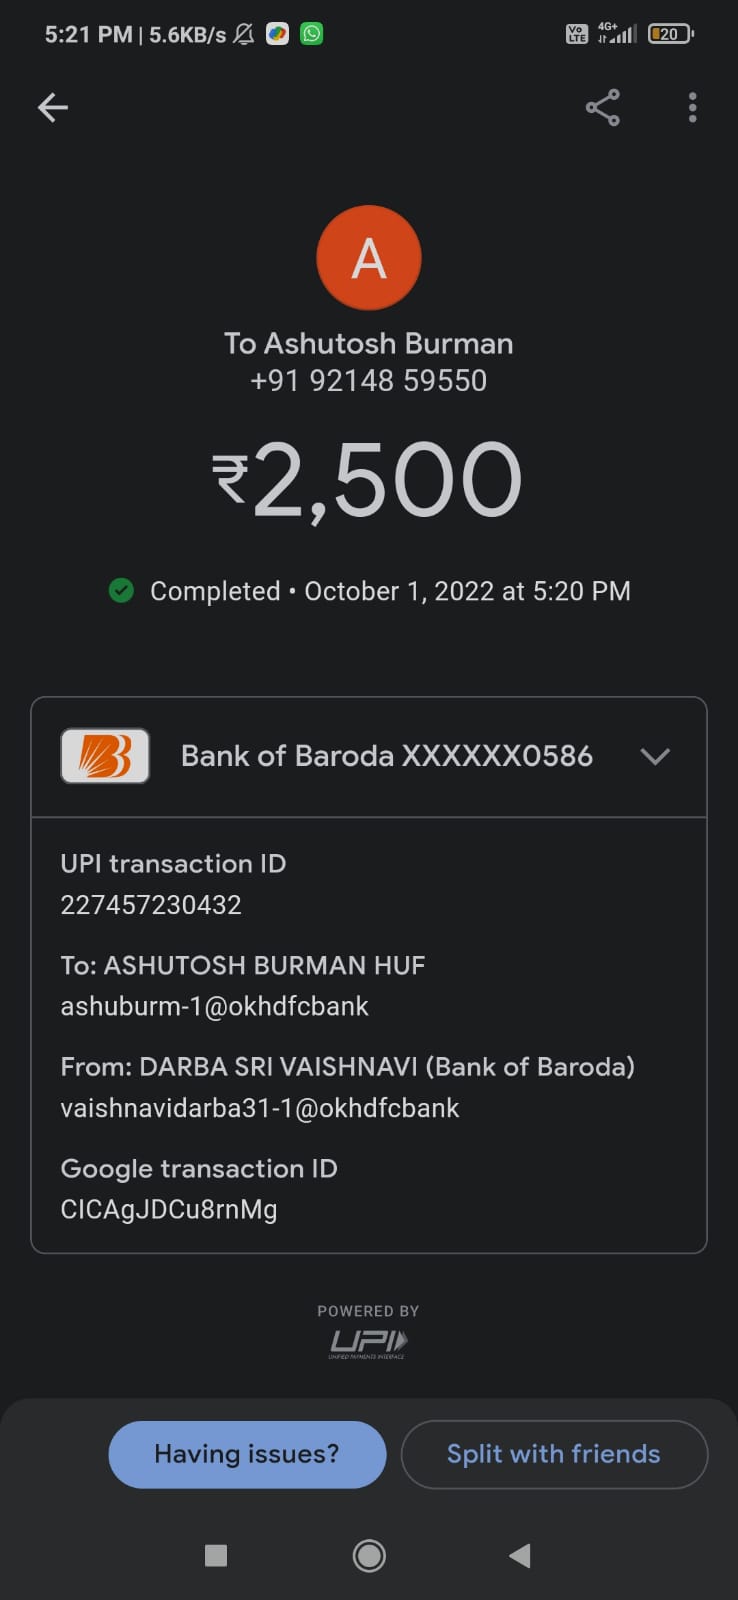 5:21 PM | 5.6KB/s
Vo LTE 4G+ 20
A
To Ashutosh Burman
+91 92148 59550
₹2,500
Completed • October 1, 2022 at 5:20 PM
Bank of Baroda XXXXXX0586
UPI transaction ID
227457230432
To: ASHUTOSH BURMAN HUF
ashuburm-1@okhdfcbank
From: DARBA SRI VAISHNAVI (Bank of Baroda)
vaishnavidarba31-1@okhdfcbank
Google transaction ID
CICAgJDCu8rnMg
POWERED BY
UPI
UNIFIED PAYMENTS INTERFACE
Having issues?
Split with friends